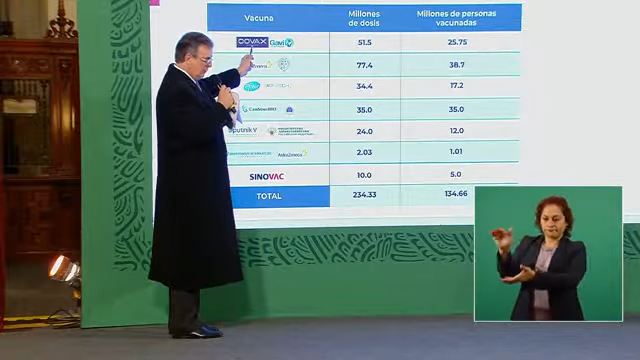 Vacuna Millones de dosis Millones de personas vacunadas
COVAX Gavi 51.5 25.75
77.4 38.7
34.4 17.2
CanSinoBIO 35.0 35.0
Sputnik V 24.0 12.0
AstraZeneca 2.03 1.01
SINOVAC 10.0 5.0
TOTAL 234.33 134.66